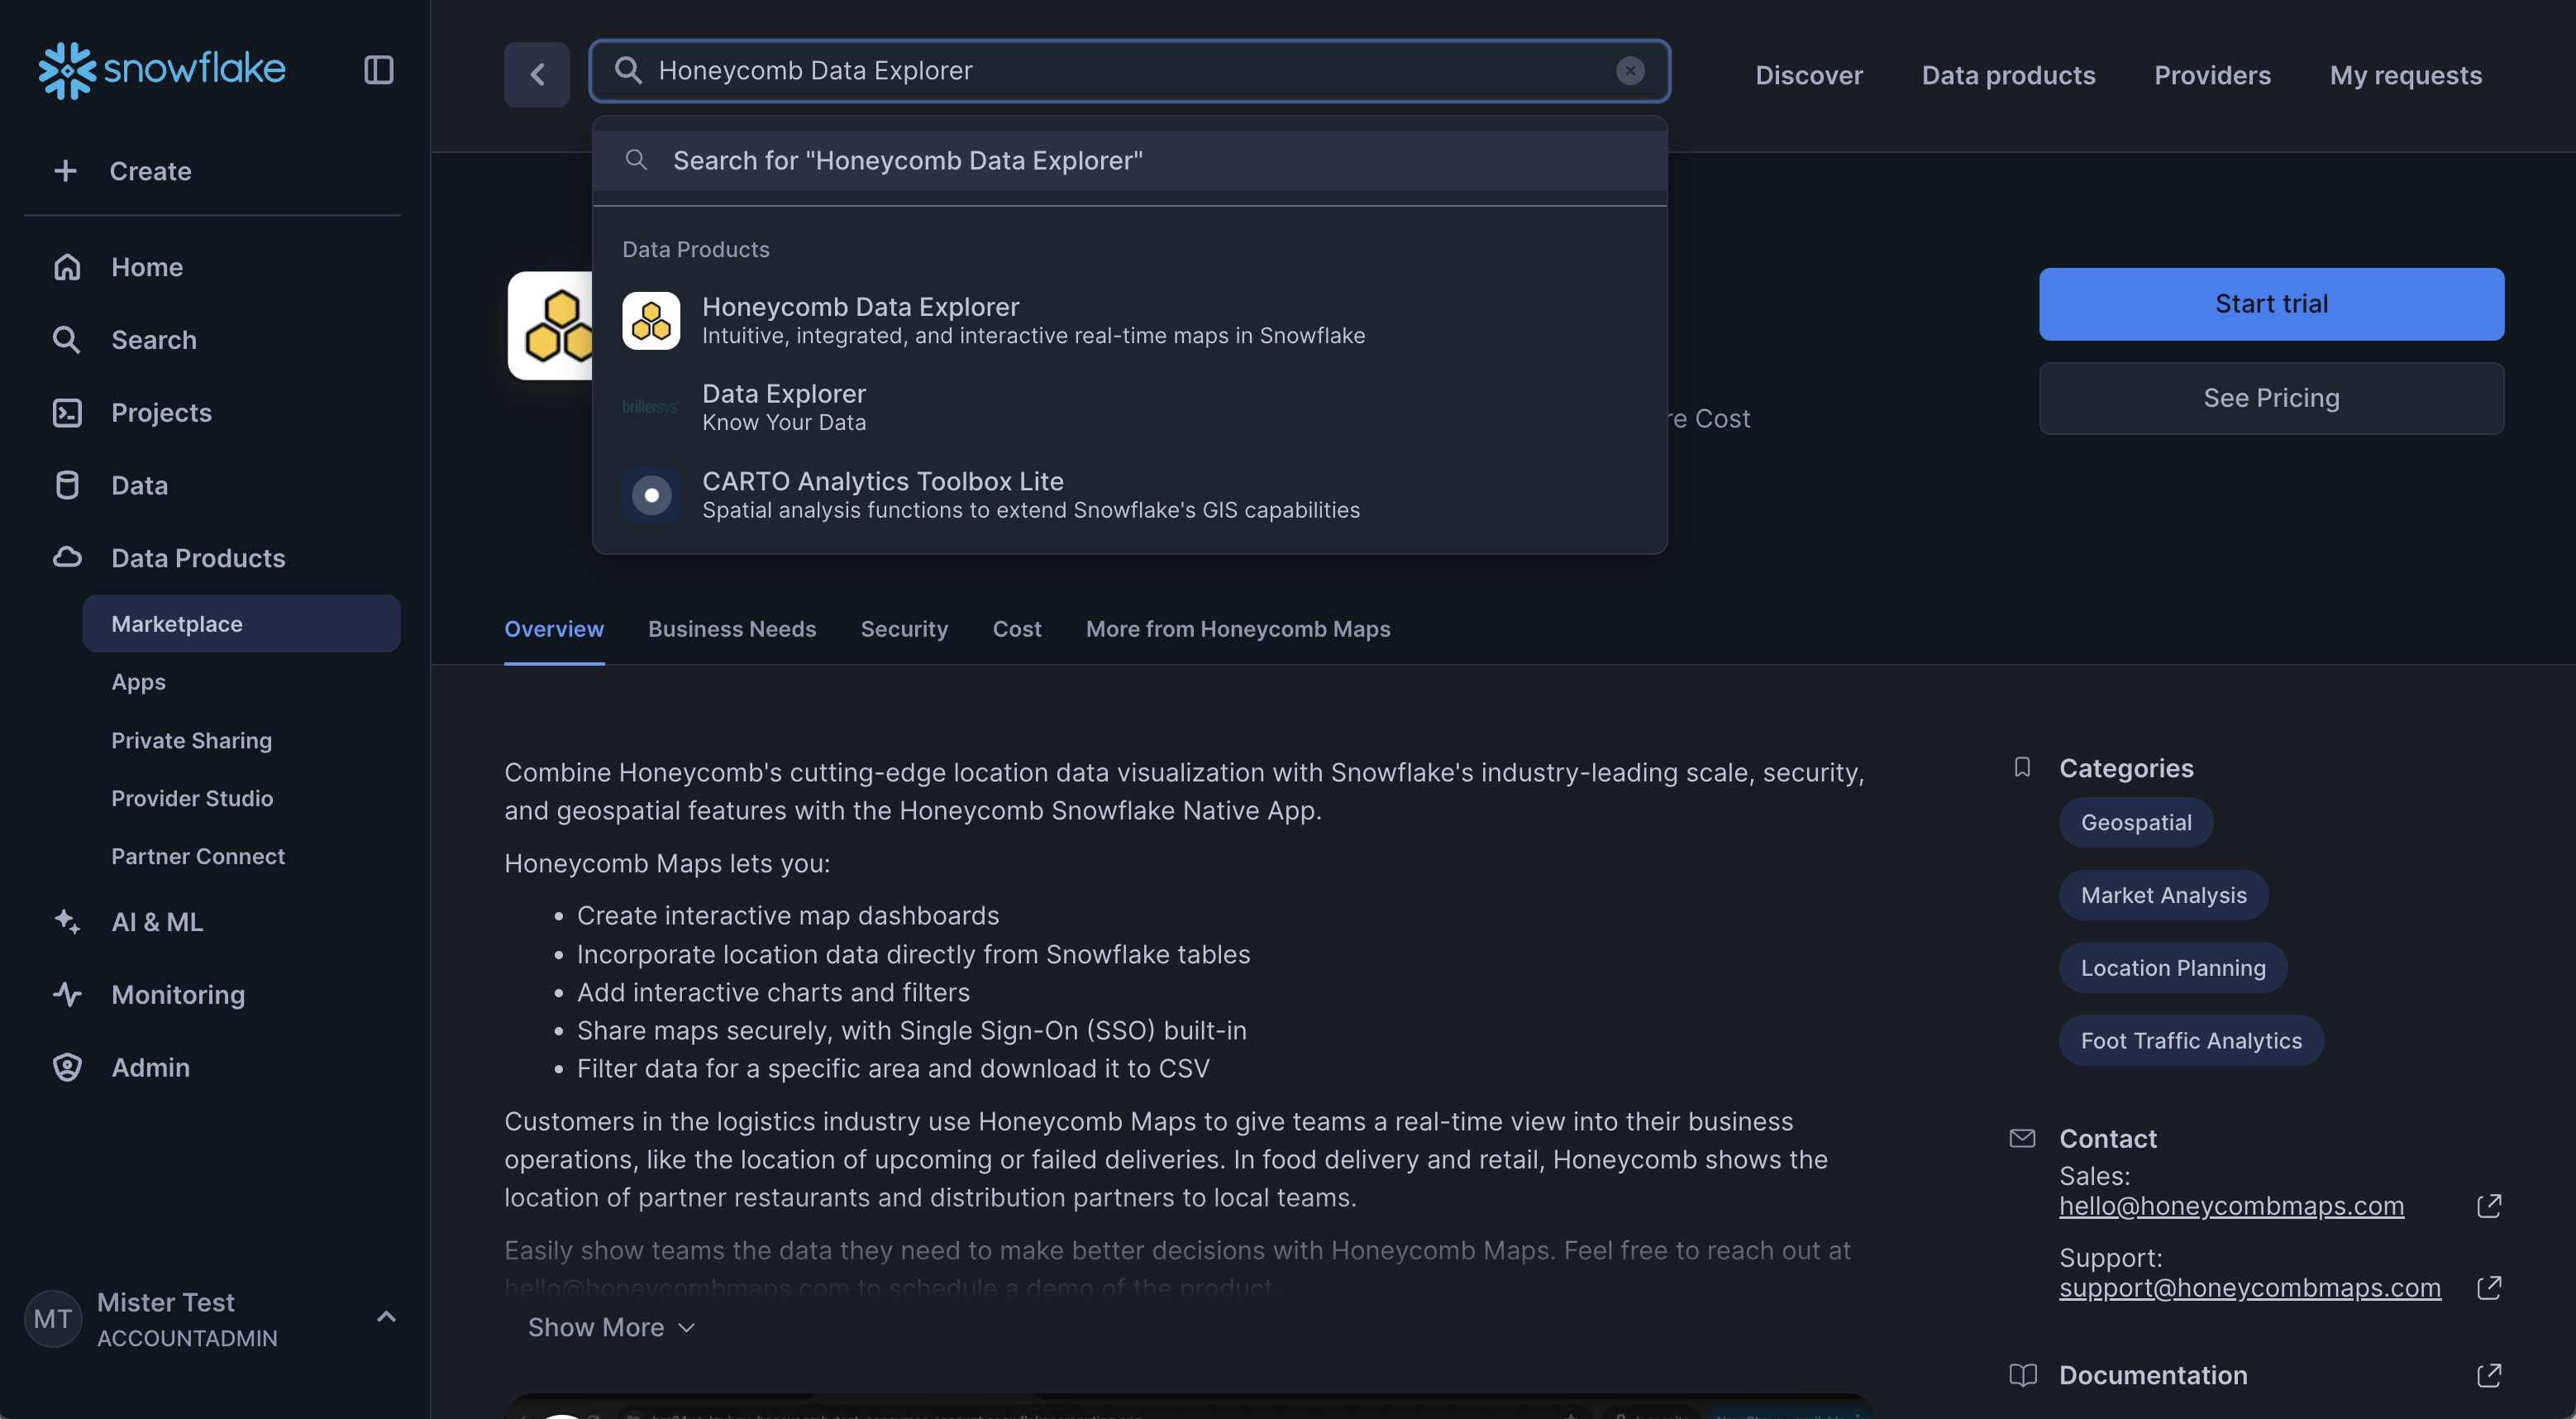 snowflake
Create
Home
Search
Projects
Data
Data Products
Marketplace
Apps
Private Sharing
Provider Studio
Partner Connect
AI & ML
Monitoring
Admin
MT
Mister Test
ACCOUNTADMIN
Honeycomb Data Explorer
Discover
Data products
Providers
My requests
Search for "Honeycomb Data Explorer"
Data Products
Honeycomb Data Explorer
Intuitive, integrated, and interactive real-time maps in Snowflake
brillersys
Data Explorer
Know Your Data
CARTO Analytics Toolbox Lite
Spatial analysis functions to extend Snowflake's GIS capabilities
re Cost
Start trial
See Pricing
Overview
Business Needs
Security
Cost
More from Honeycomb Maps
Combine Honeycomb's cutting-edge location data visualization with Snowflake's industry-leading scale, security,
and geospatial features with the Honeycomb Snowflake Native App.
Honeycomb Maps lets you:
• Create interactive map dashboards
• Incorporate location data directly from Snowflake tables
• Add interactive charts and filters
• Share maps securely, with Single Sign-On (SSO) built-in
• Filter data for a specific area and download it to CSV
Customers in the logistics industry use Honeycomb Maps to give teams a real-time view into their business
operations, like the location of upcoming or failed deliveries. In food delivery and retail, Honeycomb shows the
location of partner restaurants and distribution partners to local teams.
Easily show teams the data they need to make better decisions with Honeycomb Maps. Feel free to reach out at
hello@honeycombmaps.com to schedule a demo of the product.
Show More
Categories
Geospatial
Market Analysis
Location Planning
Foot Traffic Analytics
Contact
Sales:
hello@honeycombmaps.com
Support:
support@honeycombmaps.com
Documentation